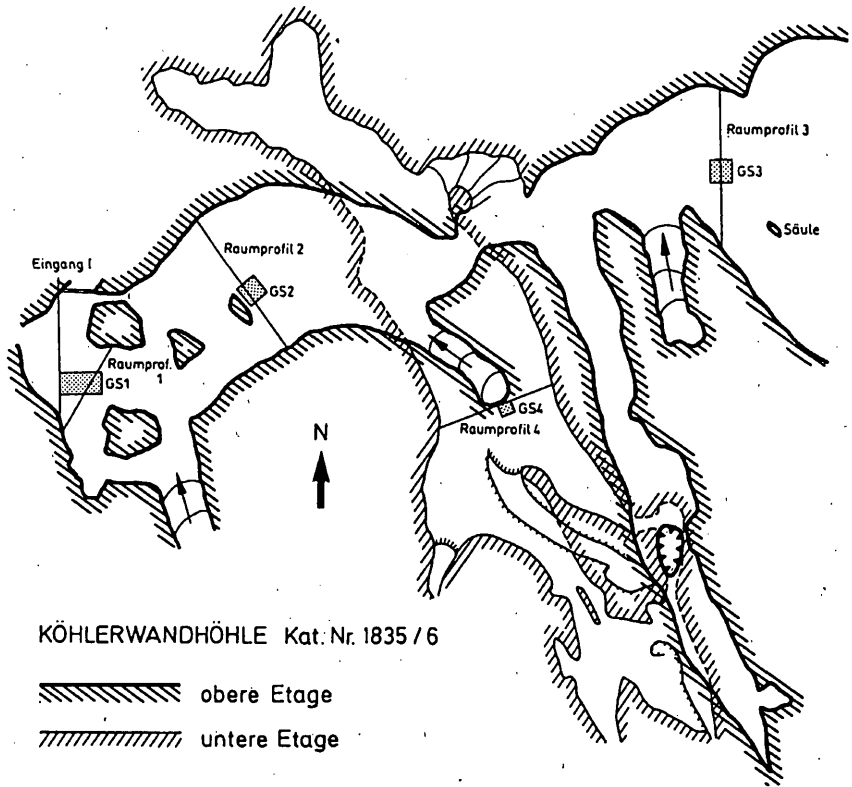 Raumprofil 3
GS3
Säule
Raumprofil 2
Eingang I
GS2
Raumprof.
1
GS1
GS4
Raumprofil 4
N
KÖHLERWANDHÖHLE Kat. Nr. 1835 / 6
obere Etage
untere Etage